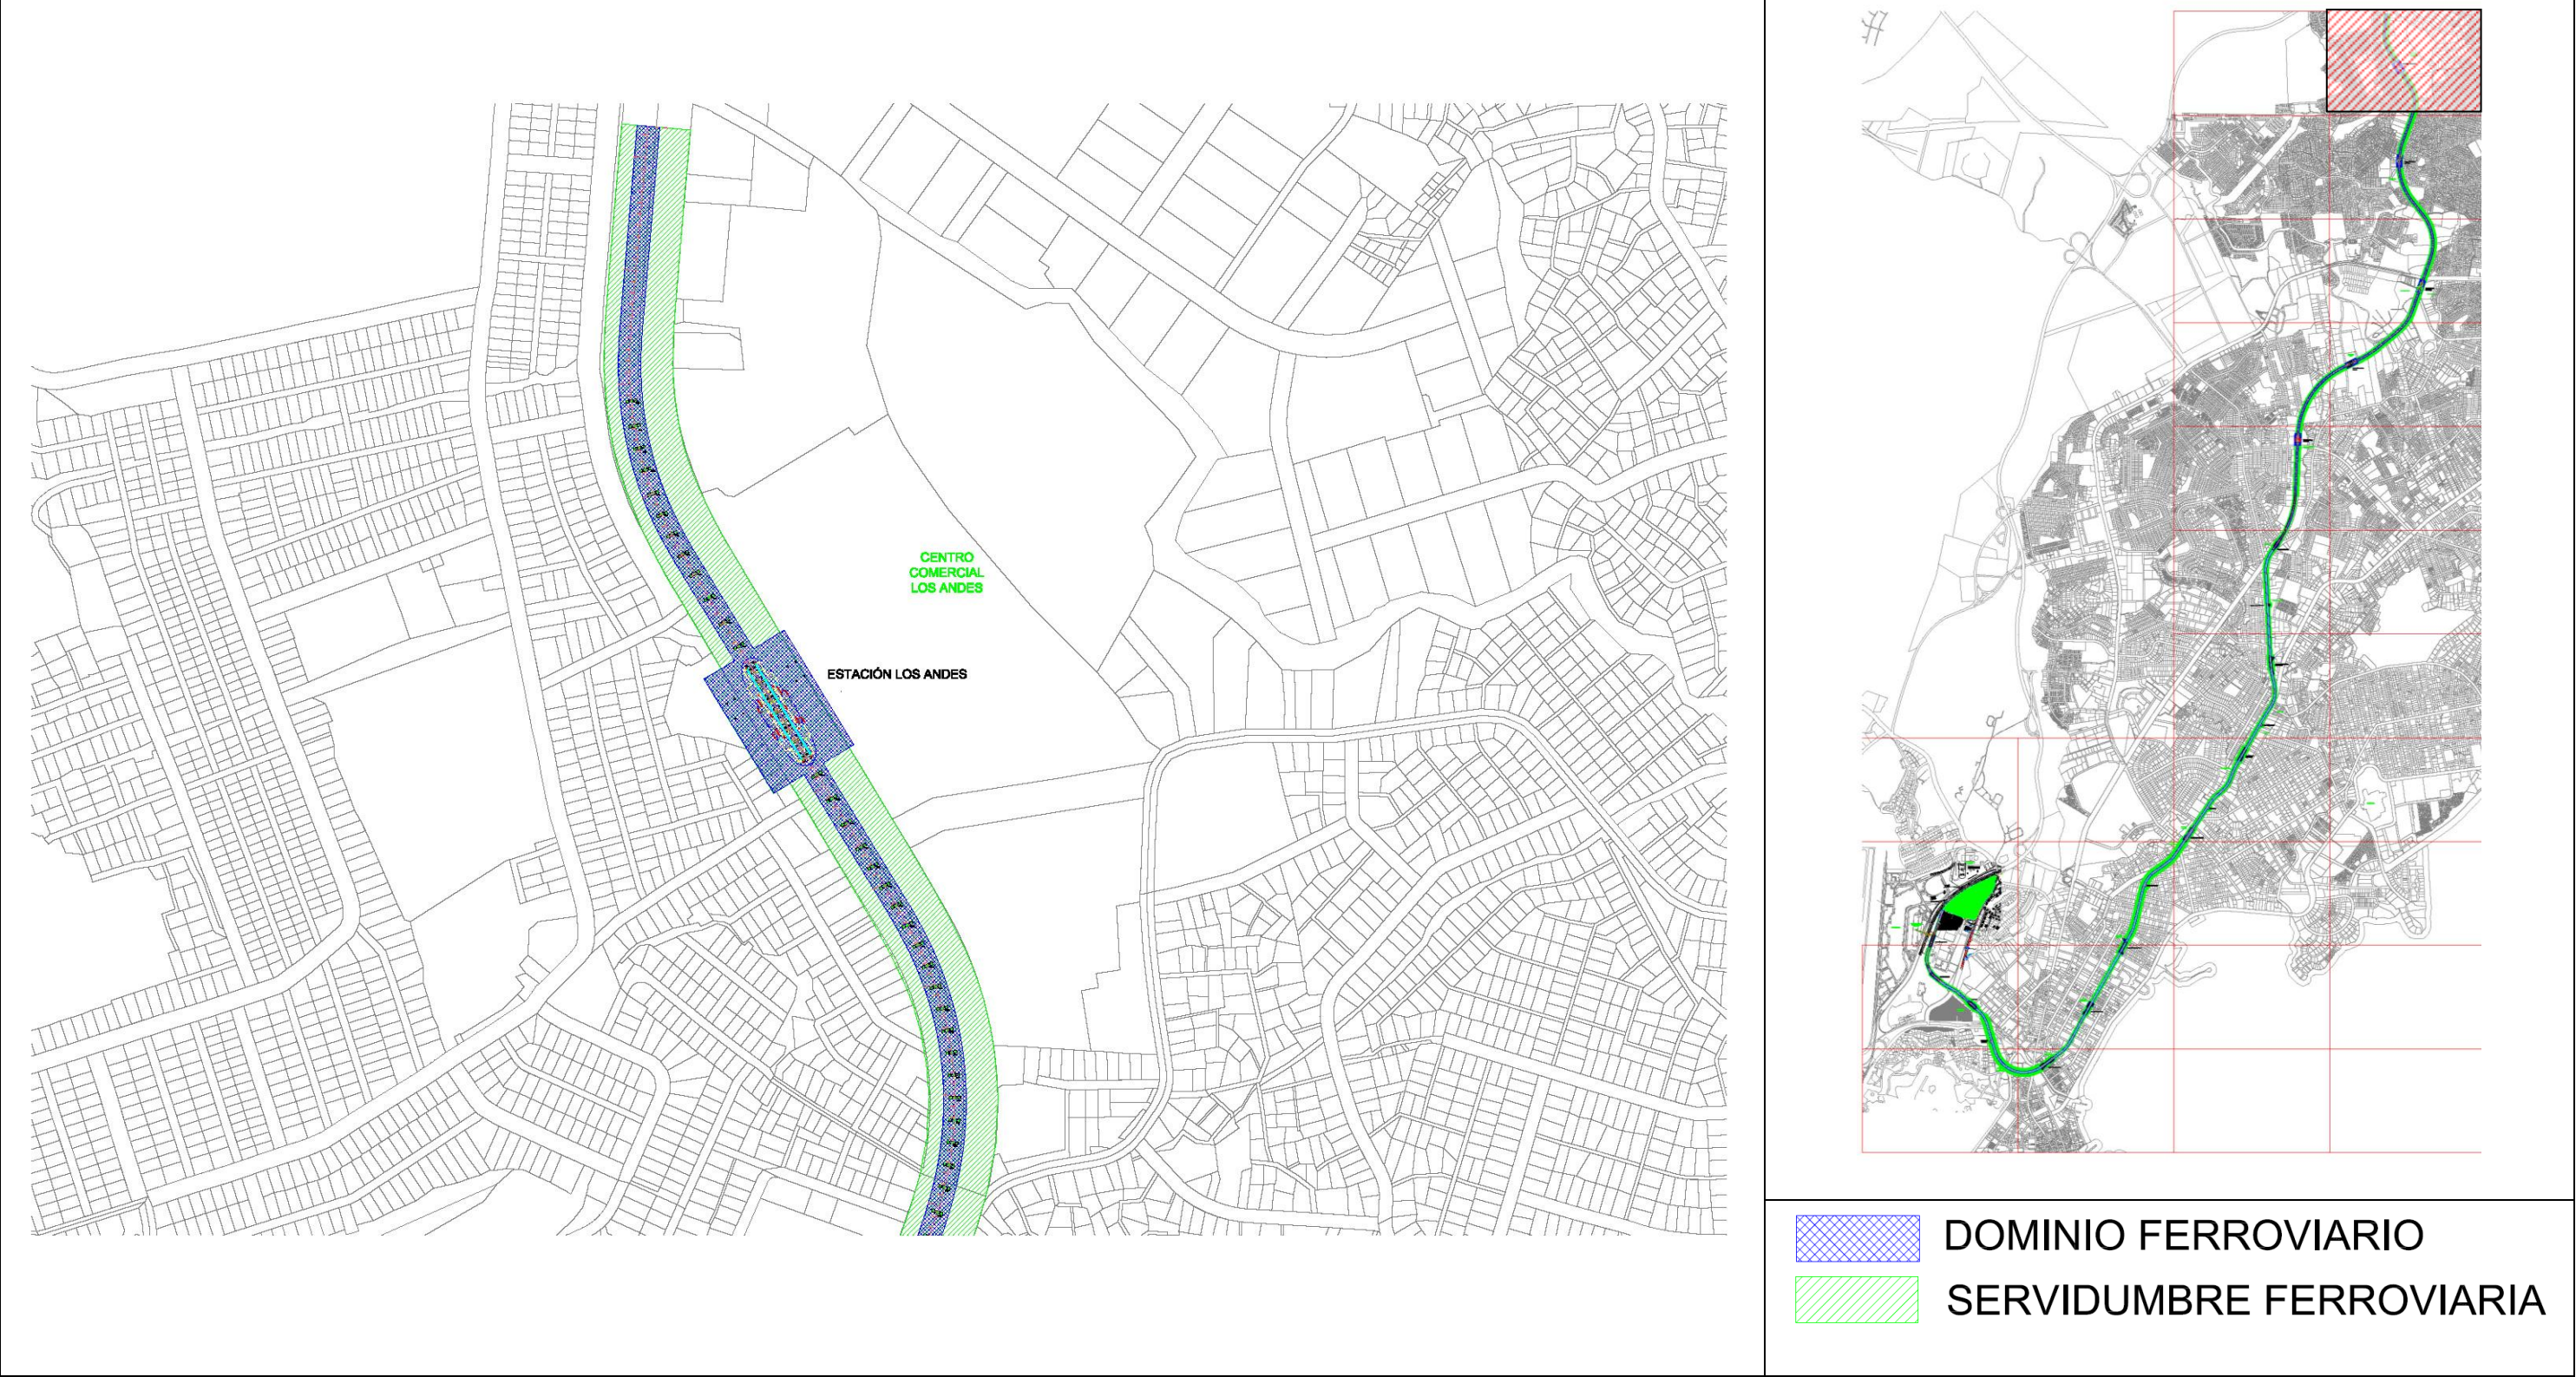 CENTRO
COMERCIAL
LOS ANDES
ESTACIÓN LOS ANDES
DOMINIO FERROVIARIO
SERVIDUMBRE FERROVIARIA